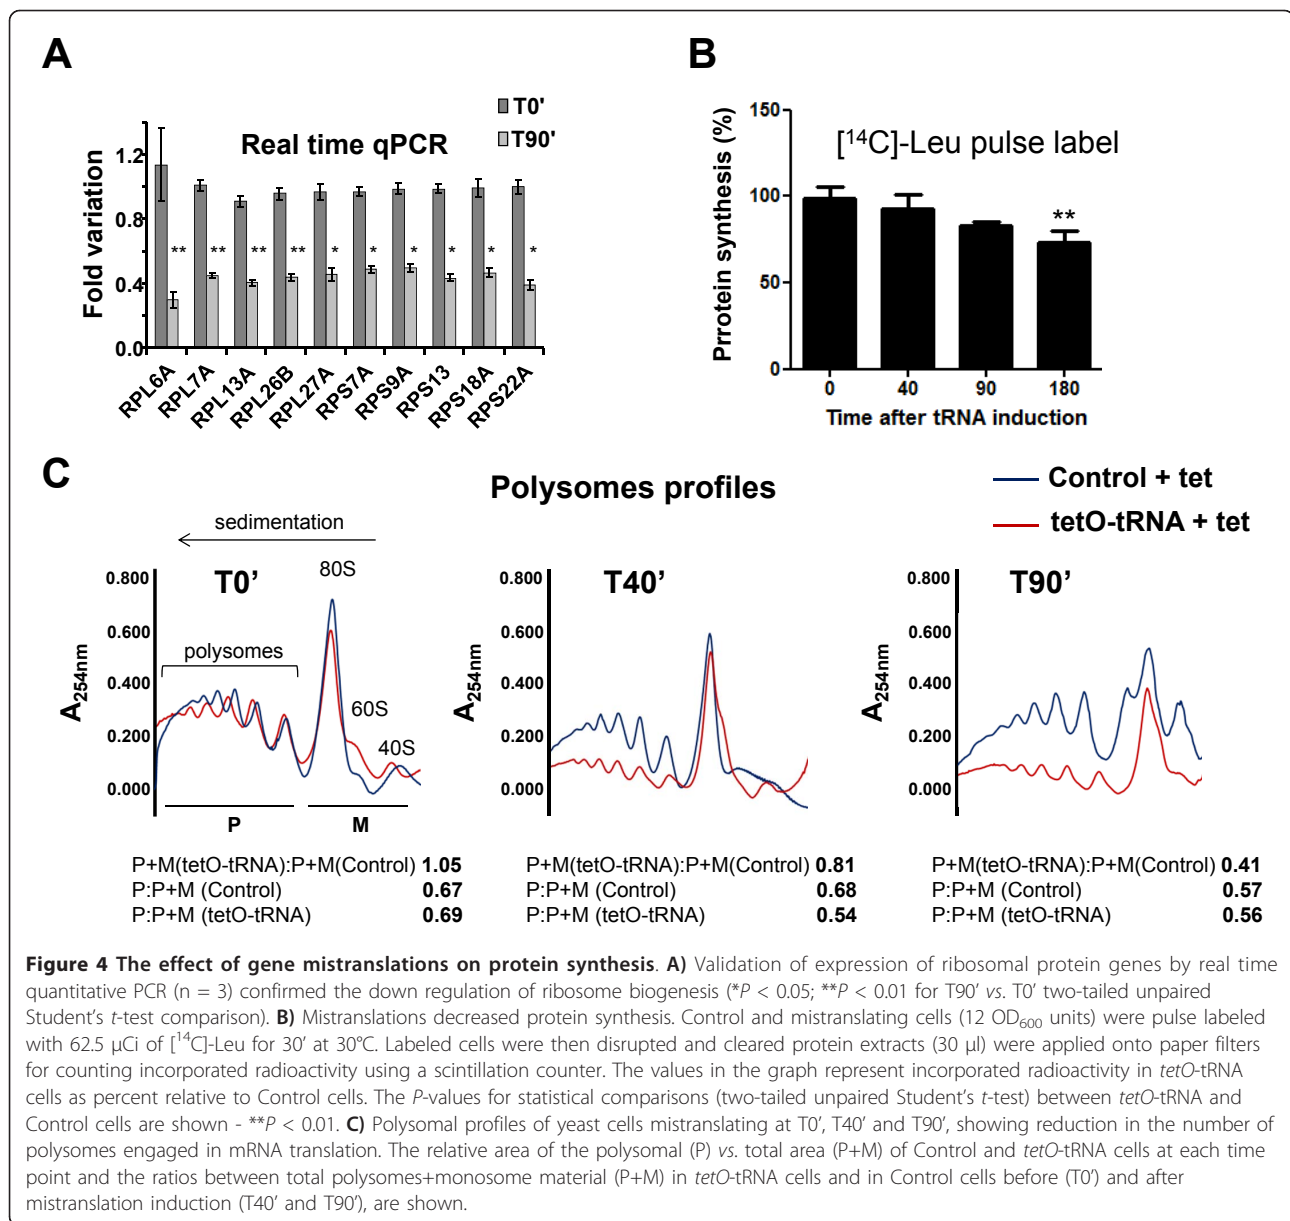 A
T0'
T90'
Real time qPCR
Fold variation
1.2
0.8
0.4
0.0
RPL6A
RPL7A
RPL13A
RPL26B
RPL27A
RPS7A
RPS9A
RPS13
RPS18A
RPS22A
** ** ** ** * * * * * *
B
[14C]-Leu pulse label
Prrotein synthesis (%)
150
100
50
0
**
0 40 90 180
Time after tRNA induction
C
Polysomes profiles
Control + tet
tetO-tRNA + tet
sedimentation
T0’
80S
polysomes
60S
40S
A254nm
0.800
0.600
0.400
0.200
0.000
P M
P+M(tetO-tRNA):P+M(Control) 1.05
P:P+M (Control) 0.67
P:P+M (tetO-tRNA) 0.69
T40’
A254nm
0.800
0.600
0.400
0.200
0.000
P+M(tetO-tRNA):P+M(Control) 0.81
P:P+M (Control) 0.68
P:P+M (tetO-tRNA) 0.54
T90’
A254nm
0.800
0.600
0.400
0.200
0.000
P+M(tetO-tRNA):P+M(Control) 0.41
P:P+M (Control) 0.57
P:P+M (tetO-tRNA) 0.56
Figure 4 The effect of gene mistranslations on protein synthesis. A) Validation of expression of ribosomal protein genes by real time
quantitative PCR (n = 3) confirmed the down regulation of ribosome biogenesis (*P < 0.05; **P < 0.01 for T90’ vs. T0’ two-tailed unpaired
Student’s t-test comparison). B) Mistranslations decreased protein synthesis. Control and mistranslating cells (12 OD600 units) were pulse labeled
with 62.5 μCi of [14C]-Leu for 30’ at 30°C. Labeled cells were then disrupted and cleared protein extracts (30 μl) were applied onto paper filters
for counting incorporated radioactivity using a scintillation counter. The values in the graph represent incorporated radioactivity in tetO-tRNA
cells as percent relative to Control cells. The P-values for statistical comparisons (two-tailed unpaired Student’s t-test) between tetO-tRNA and
Control cells are shown - **P < 0.01. C) Polysomal profiles of yeast cells mistranslating at T0’, T40’ and T90’, showing reduction in the number of
polysomes engaged in mRNA translation. The relative area of the polysomal (P) vs. total area (P+M) of Control and tetO-tRNA cells at each time
point and the ratios between total polysomes+monosome material (P+M) in tetO-tRNA cells and in Control cells before (T0’) and after
mistranslation induction (T40’ and T90’), are shown.